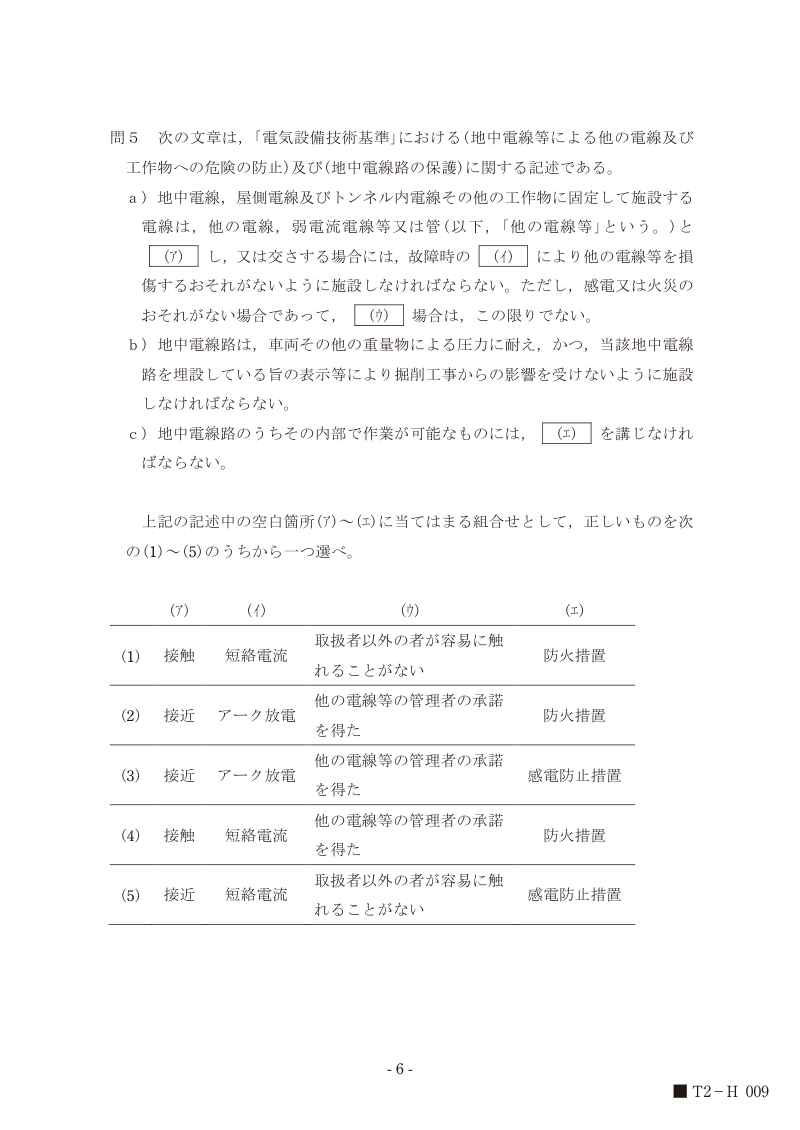 問５　次の文章は，「電気設備技術基準」における(地中電線等による他の電線及び
工作物への危険の防止)及び(地中電線路の保護)に関する記述である。
ａ）地中電線，屋側電線及びトンネル内電線その他の工作物に固定して施設する
電線は，他の電線，弱電流電線等又は管(以下，「他の電線等」という。)と
(ｱ) し，又は交さする場合には，故障時の (ｲ) により他の電線等を損
傷するおそれがないように施設しなければならない。ただし，感電又は火災の
おそれがない場合であって， (ｳ) 場合は，この限りでない。
ｂ）地中電線路は，車両その他の重量物による圧力に耐え，かつ，当該地中電線
路を埋設している旨の表示等により掘削工事からの影響を受けないように施設
しなければならない。
ｃ）地中電線路のうちその内部で作業が可能なものには， (ｴ) を講じなけれ
ばならない。
上記の記述中の空白箇所(ｱ)～(ｴ)に当てはまる組合せとして，正しいものを次
の(1)～(5)のうちから一つ選べ。
(ｱ) (ｲ) (ｳ) (ｴ)
(1) 接触 短絡電流 取扱者以外の者が容易に触 防火措置
れることがない
(2) 接近 アーク放電 他の電線等の管理者の承諾 防火措置
を得た
(3) 接近 アーク放電 他の電線等の管理者の承諾 感電防止措置
を得た
(4) 接触 短絡電流 他の電線等の管理者の承諾 防火措置
を得た
(5) 接近 短絡電流 取扱者以外の者が容易に触 感電防止措置
れることがない
- 6 -
■ T2－H 009